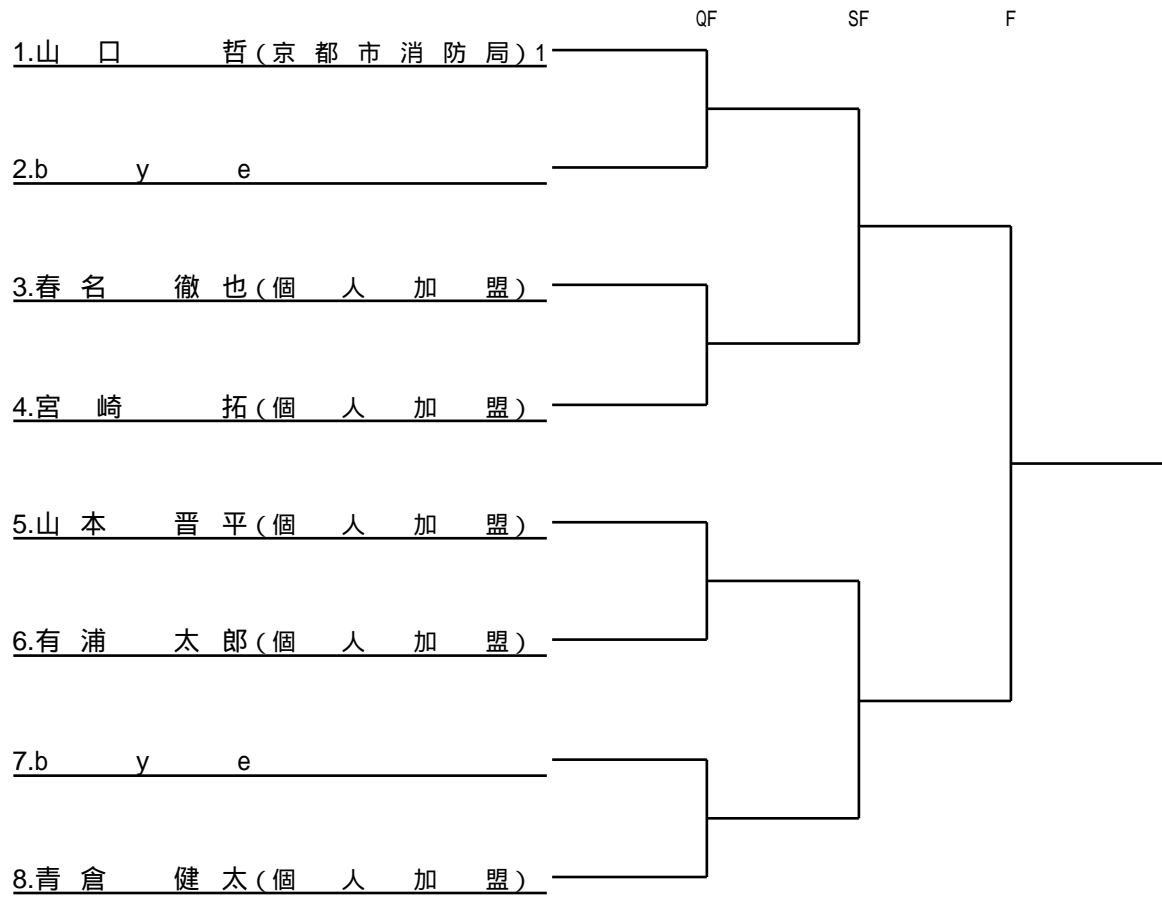 QF SF F
1.山口 哲(京都市消防局)1
2.bye
3.春名 徹也(個人加盟)
4.宮崎 拓(個人加盟)
5.山本 晋平(個人加盟)
6.有浦 太郎(個人加盟)
7.bye
8.青倉 健太(個人加盟)